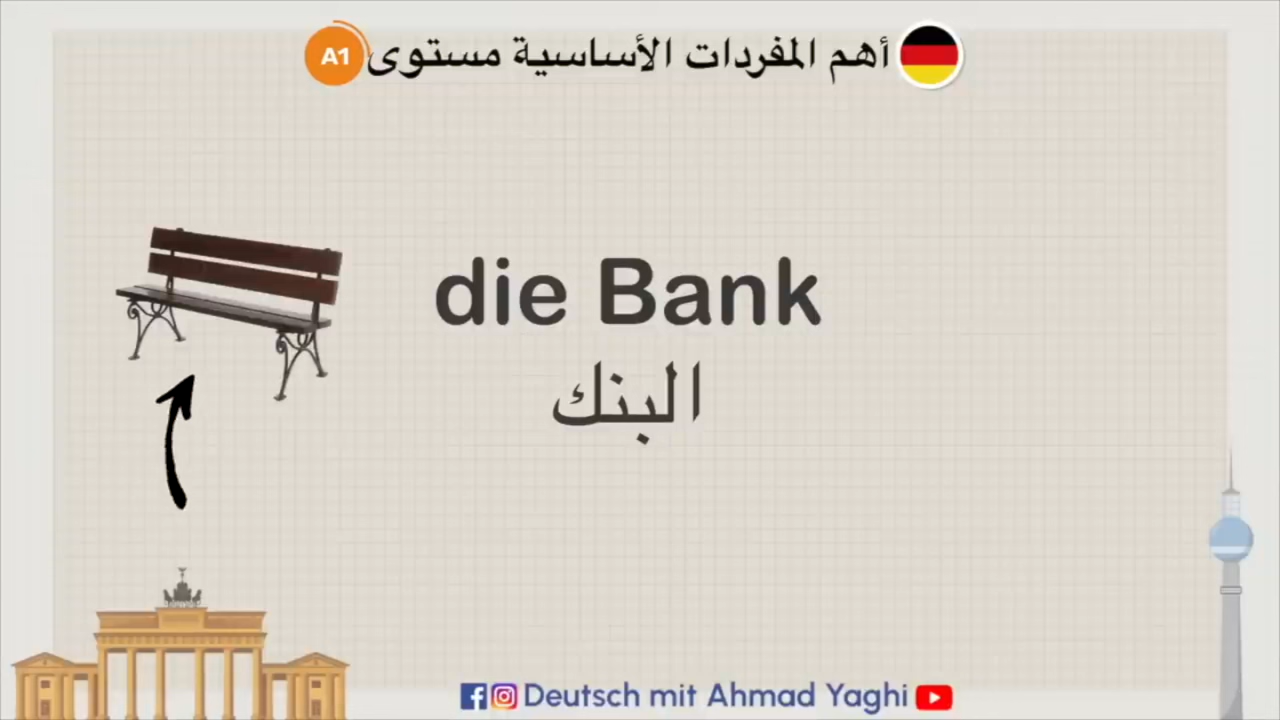 أهم المفردات الأساسية مستوى A1
die Bank
البنك
Deutsch mit Ahmad Yaghi